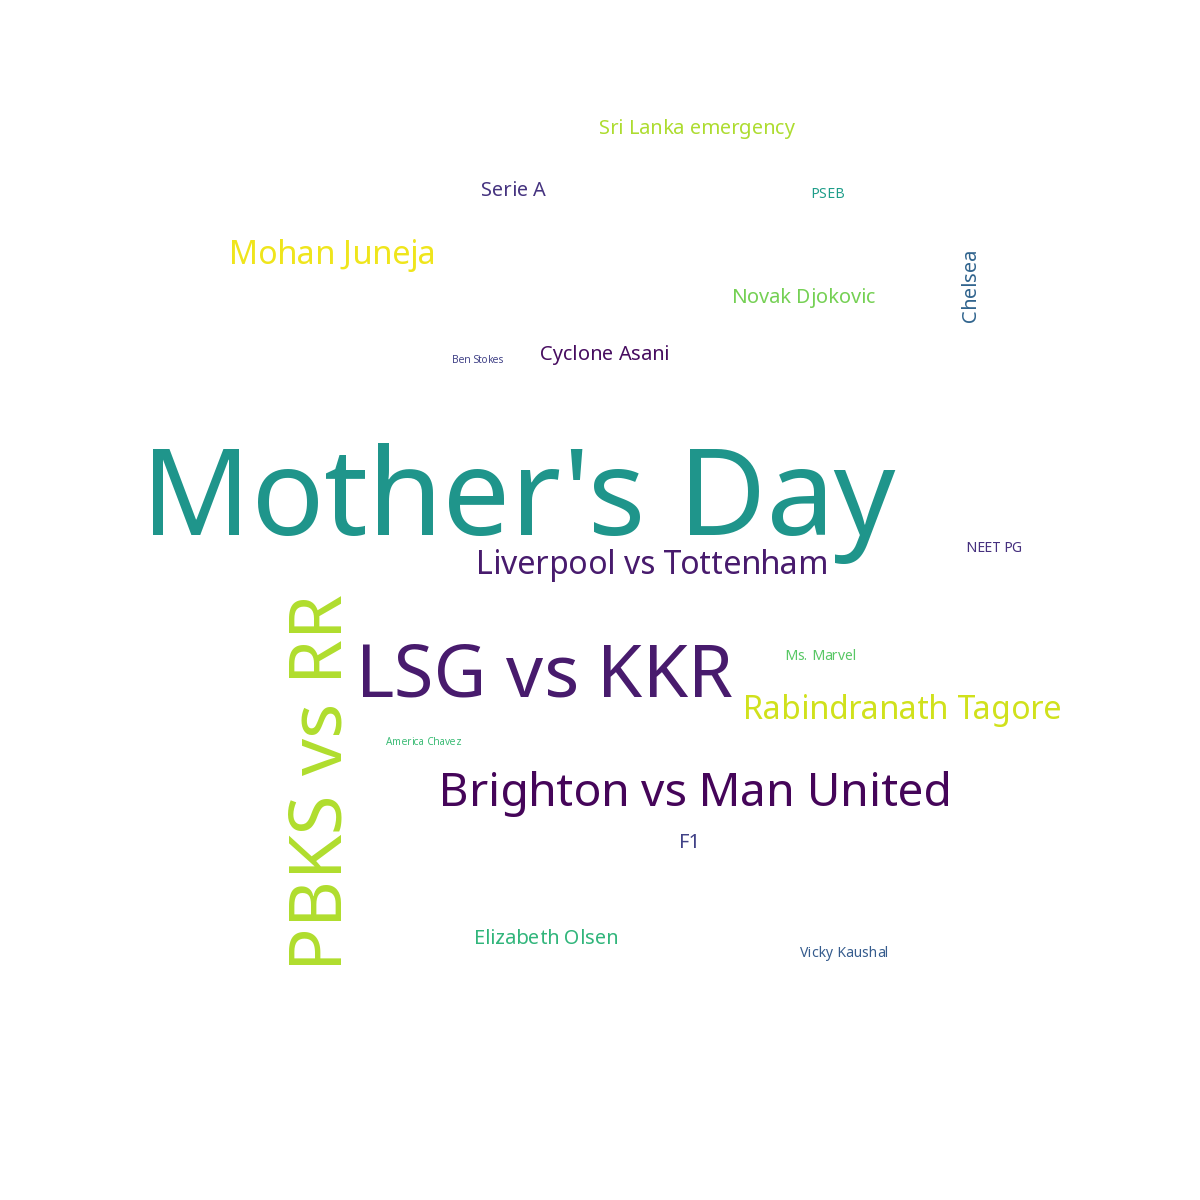 Sri Lanka emergency
Serie A
PSEB
Mohan Juneja
Chelsea
Novak Djokovic
Cyclone Asani
Ben Stokes
Mother's Day
NEET PG
Liverpool vs Tottenham
PBKS vs RR
LSG vs KKR
Ms. Marvel
Rabindranath Tagore
America Chavez
Brighton vs Man United
F1
Elizabeth Olsen
Vicky Kaushal